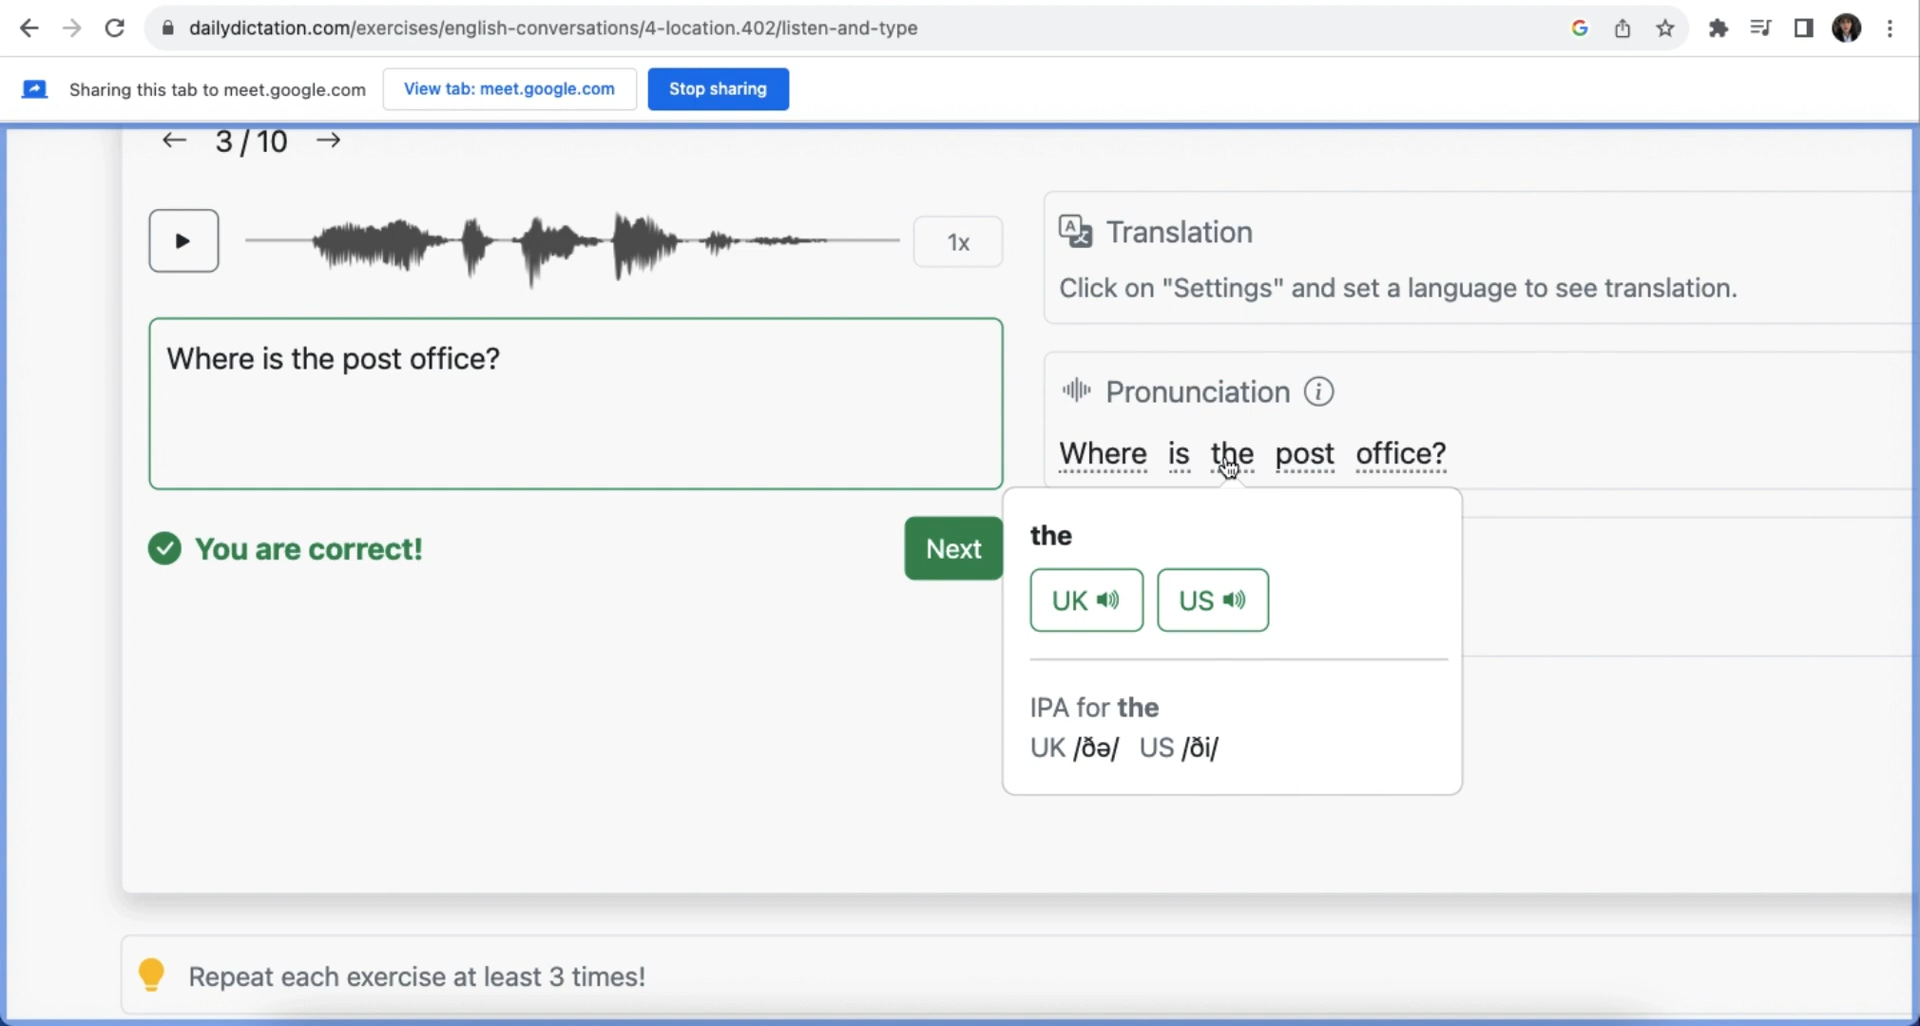 dailydictation.com/exercises/english-conversations/4-location.402/listen-and-type
Sharing this tab to meet.google.com
View tab: meet.google.com
Stop sharing
3 / 10
1x
Where is the post office?
You are correct!
Next
Translation
Click on "Settings" and set a language to see translation.
Pronunciation
Where is the post office?
the
UK
US
IPA for the
UK /ðə/ US /ði/
Repeat each exercise at least 3 times!